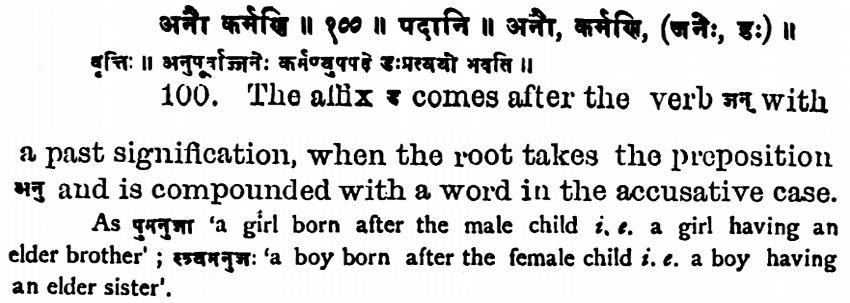 अनौ कर्मणि ॥ १०० ॥ पदानि ॥ अनौ, कर्मणि, (जनेः, डः) ॥
वृत्तिः ॥ अनुपूर्वाज्जनेः कर्मण्युपपदे डःप्रत्ययो भवति ॥
100. The affix ड comes after the verb जन् with
a past signification, when the root takes the preposition
अनु and is compounded with a word in the accusative case.
As पुमनुजा 'a girl born after the male child i. e. a girl having an
elder brother' ; स्त्र्यमनुजः 'a boy born after the female child i. e. a boy having
an elder sister'.